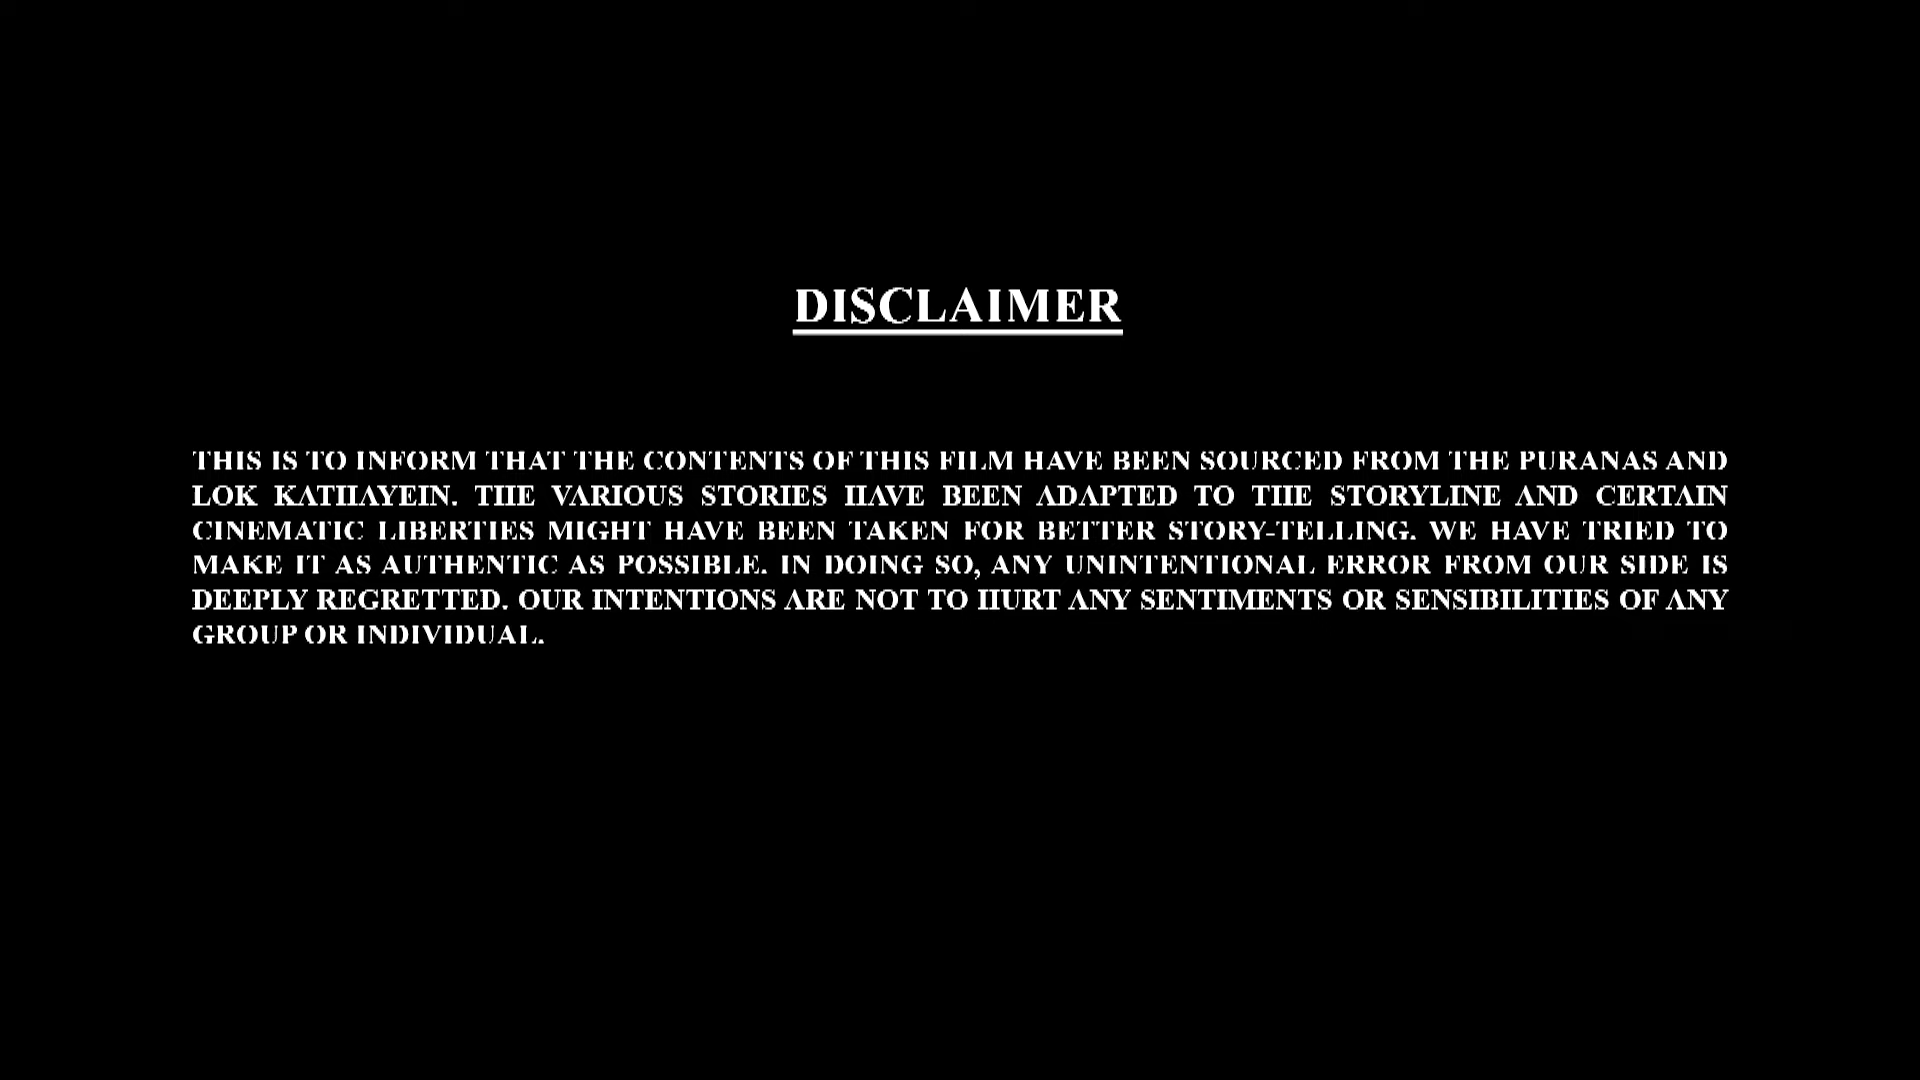 DISCLAIMER
THIS IS TO INFORM THAT THE CONTENTS OF THIS FILM HAVE BEEN SOURCED FROM THE PURANAS AND
LOK KATHAYEIN. THE VARIOUS STORIES HAVE BEEN ADAPTED TO THE STORYLINE AND CERTAIN
CINEMATIC LIBERTIES MIGHT HAVE BEEN TAKEN FOR BETTER STORY-TELLING. WE HAVE TRIED TO
MAKE IT AS AUTHENTIC AS POSSIBLE. IN DOING SO, ANY UNINTENTIONAL ERROR FROM OUR SIDE IS
DEEPLY REGRETTED. OUR INTENTIONS ARE NOT TO HURT ANY SENTIMENTS OR SENSIBILITIES OF ANY
GROUP OR INDIVIDUAL.